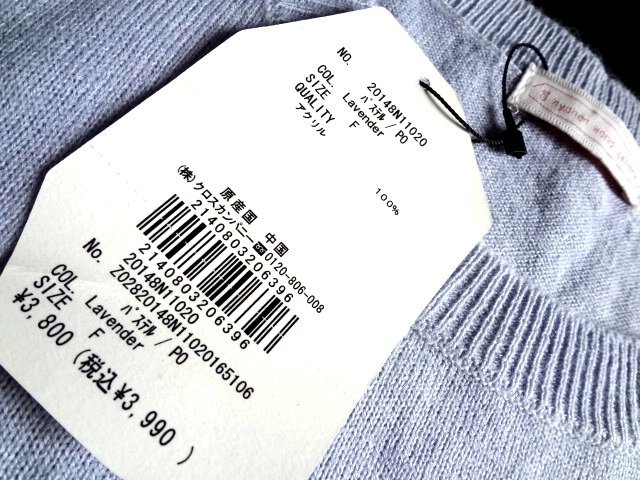 NO. 20148N11020
ﾊﾟｽﾃﾙ / PO
COL Lavender
SIZE F
QUALITY
アクリル 100%
原産国 中国
(株)クロスカンパニー☎0120-806-008
2140803206396
2140803206396
No. Z02820148N11020165106
20148N11020
ﾊﾟｽﾃﾙ / PO
COL Lavender
SIZE F
¥3,800 (税込¥3,990 )